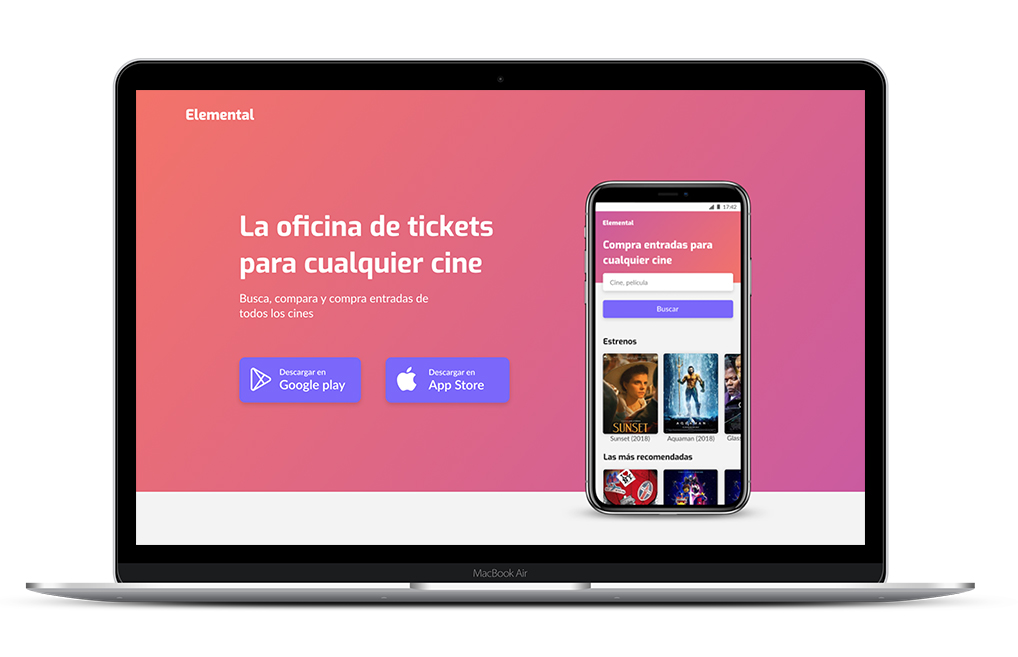 Elemental
La oficina de tickets
para cualquier cine
Busca, compara y compra entradas de
todos los cines
Descargar en
Google play
Descargar en
App Store
17:42
Elemental
Compra entradas para
cualquier cine
Cine, película
Buscar
Estrenos
SUNSET
AQUAMAN
Sunset (2018)
Aquaman (2018)
Glass
Las más recomendadas
MacBook Air